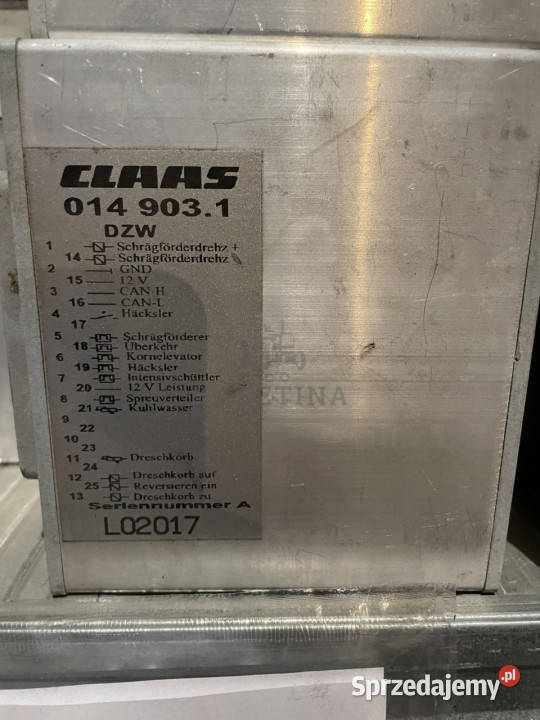 CLAAS
014 903.1
DZW
1 Schrägförderdrehz +
14 Schrägförderdrehz
2 GND
15 12 V
3 CAN-H
16 CAN-L
4 Häcksler
17
5 Schrägförderer
18 Überkehr
6 Kornelevator
19 Häcksler
7 Intensivschüttler
20 12 V Leistung
8 Spreuverteiler
21 Kuhlwasser
9
22
10
23
11 Dreschkorb
24
12 Dreschkorb auf
25 Reversieren ein
13 Dreschkorb zu
Seriennummer A
L02017
Sprzedajemy.pl